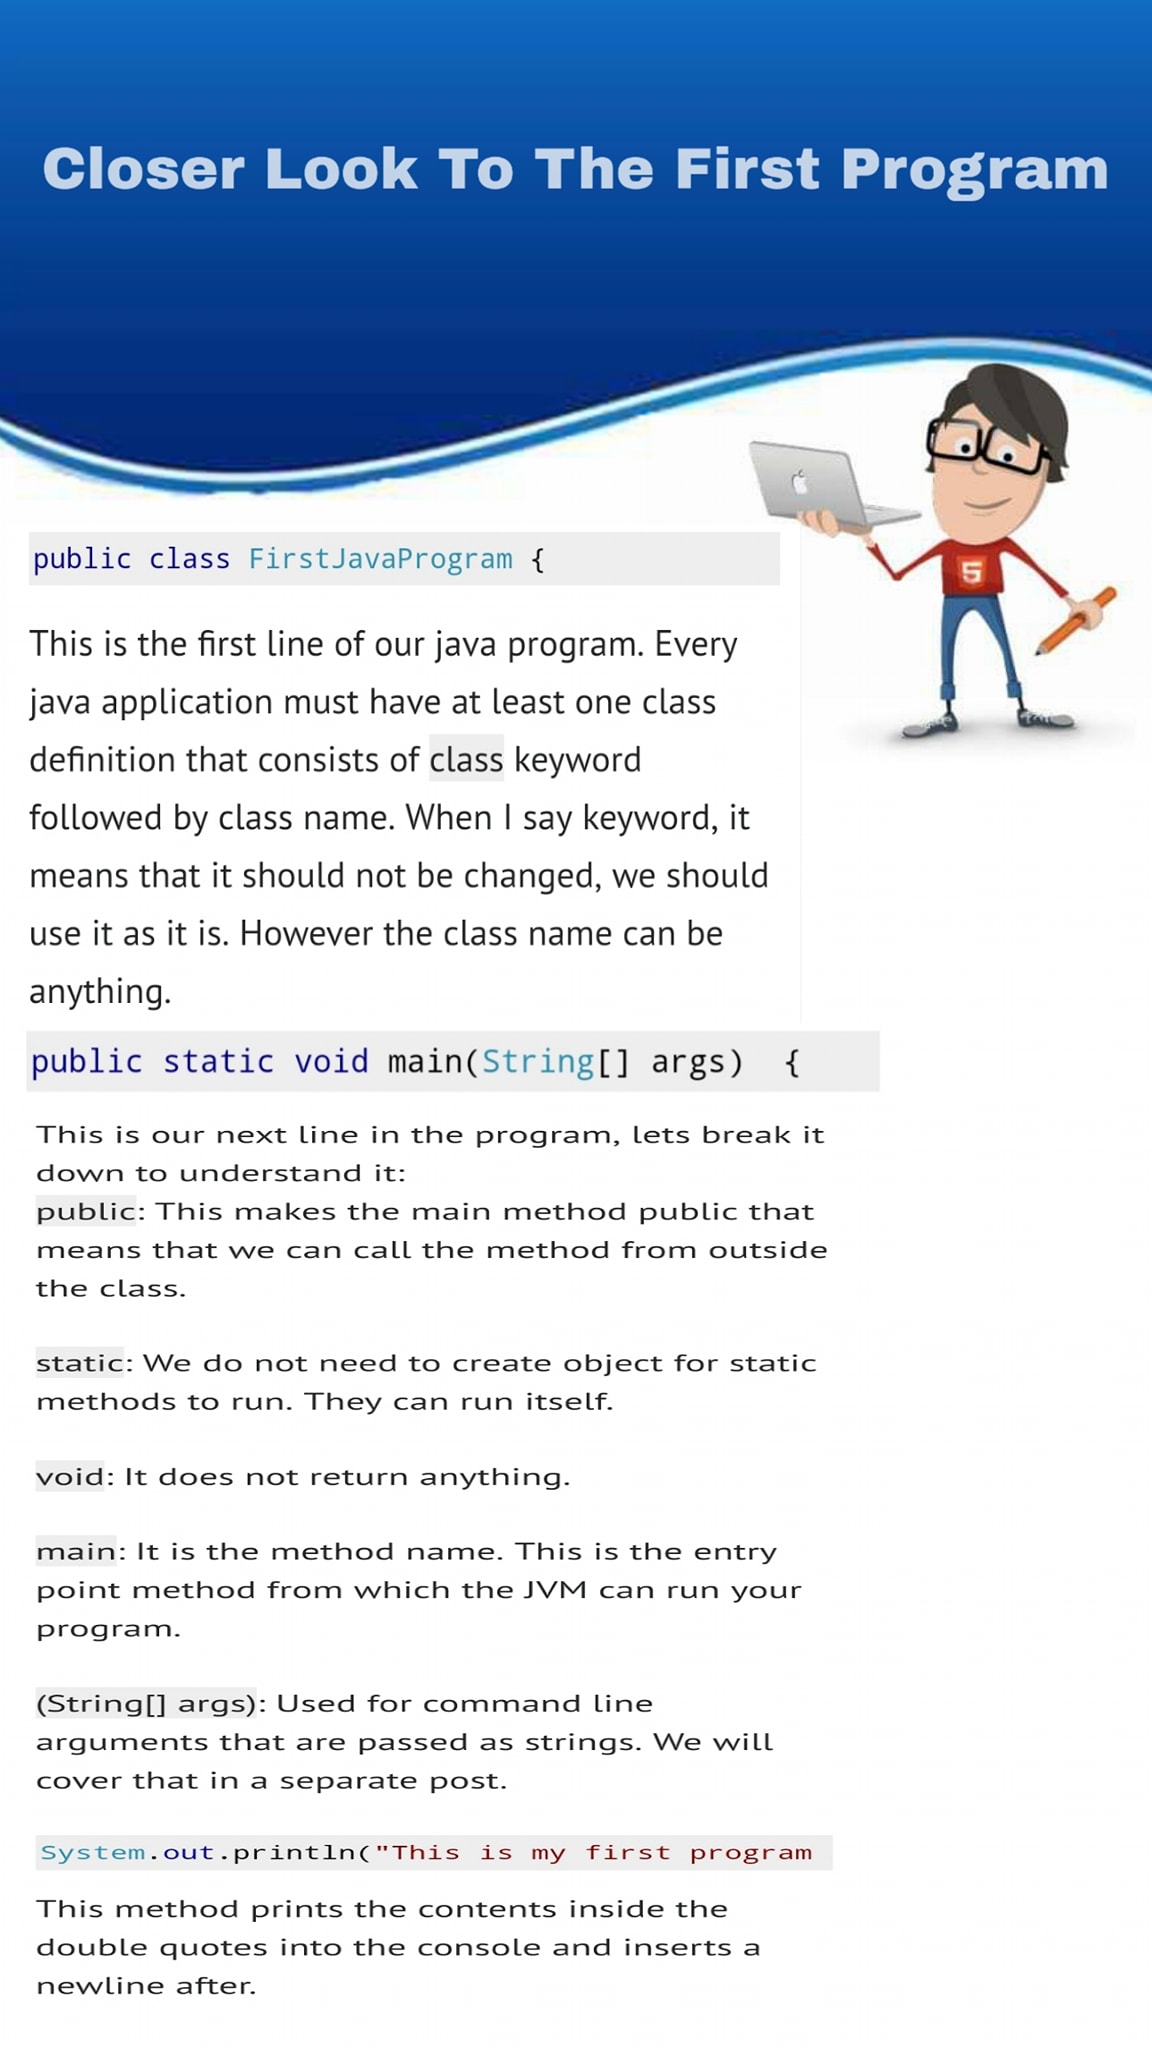 Closer Look To The First Program
5
public class FirstJavaProgram {
This is the first line of our java program. Every
java application must have at least one class
definition that consists of class keyword
followed by class name. When I say keyword, it
means that it should not be changed, we should
use it as it is. However the class name can be
anything.
public static void main(String[] args)  {
This is our next line in the program, lets break it
down to understand it:
public: This makes the main method public that
means that we can call the method from outside
the class.
static: We do not need to create object for static
methods to run. They can run itself.
void: It does not return anything.
main: It is the method name. This is the entry
point method from which the JVM can run your
program.
(String[] args): Used for command line
arguments that are passed as strings. We will
cover that in a separate post.
System.out.println("This is my first program
This method prints the contents inside the
double quotes into the console and inserts a
newline after.